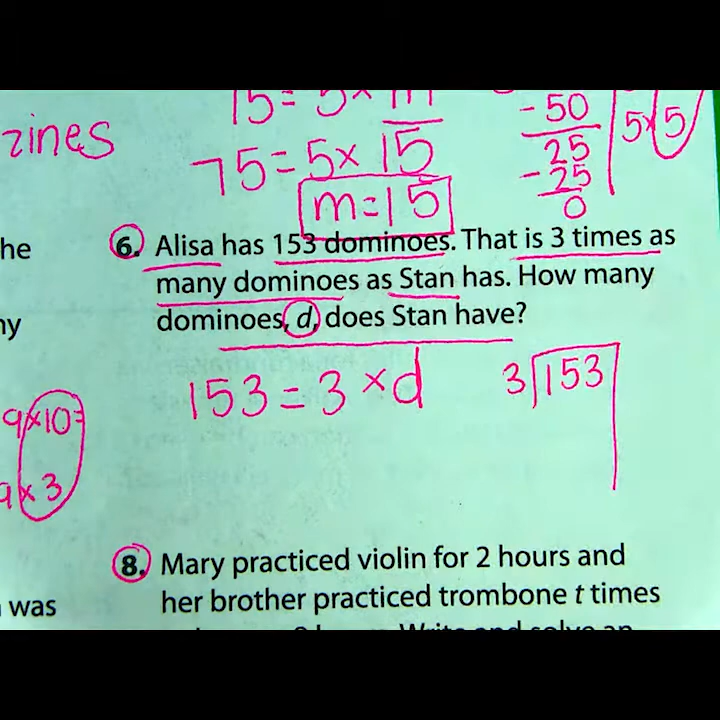 zines
75 = 5 × 15
m=15
- 50
25
- 25
0
5×5
he
6. Alisa has 153 dominoes. That is 3 times as
many dominoes as Stan has. How many
dominoes, d, does Stan have?
ny
153 = 3 × d
3 153
9×10=
9×3
8. Mary practiced violin for 2 hours and
her brother practiced trombone t times
was